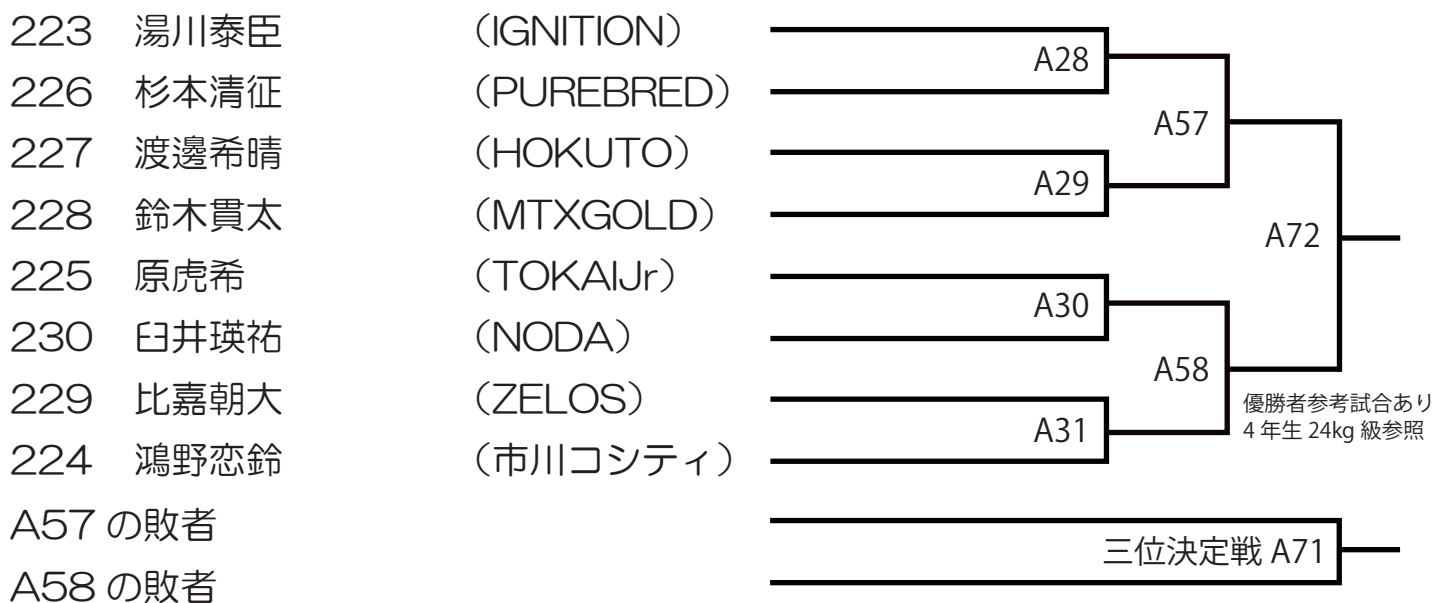 223 湯川泰臣 （IGNITION）
A28
226 杉本清征 （PUREBRED）
A57
227 渡邊希晴 （HOKUTO）
A29
228 鈴木貫太 （MTXGOLD）
A72
225 原虎希 （TOKAIJr）
A30
230 臼井瑛祐 （NODA）
A58
229 比嘉朝大 （ZELOS）
優勝者参考試合あり
4 年生 24kg 級参照
A31
224 鴻野恋鈴 （市川コシティ）
A57 の敗者
三位決定戦 A71
A58 の敗者